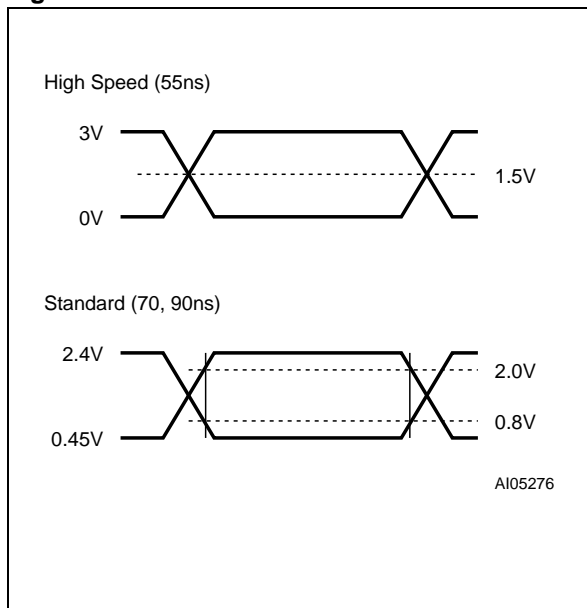 High Speed (55ns)
3V
1.5V
0V
Standard (70, 90ns)
2.4V
2.0V
0.8V
0.45V
AI05276